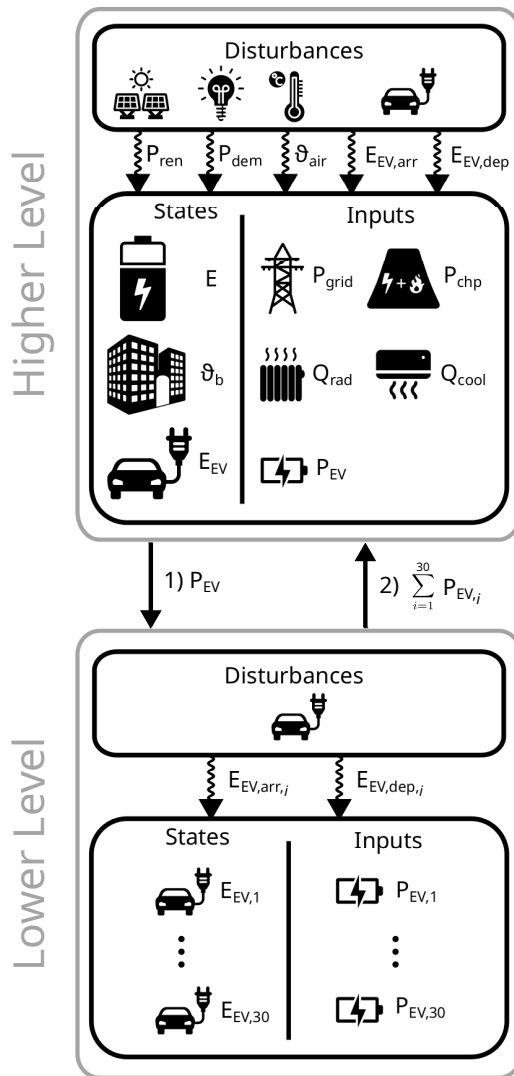 Higher Level
Disturbances
°C
P_ren P_dem ϑ_air E_EV,arr E_EV,dep
States Inputs
E P_grid P_chp
+
ϑ_b Q_rad Q_cool
E_EV P_EV
1) P_EV 2) \sum_{i=1}^{30} P_EV,i
Lower Level
Disturbances
E_EV,arr,i E_EV,dep,i
States Inputs
E_EV,1 P_EV,1
⋮ ⋮
E_EV,30 P_EV,30